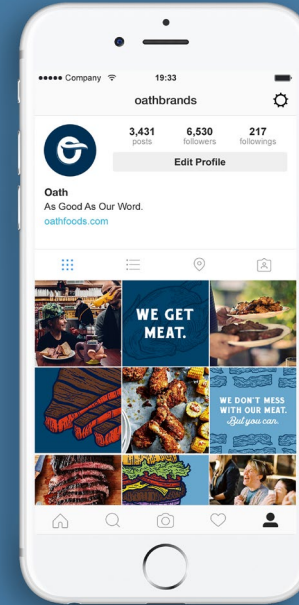 Company 19:33
oathbrands
3,431 6,530 217
posts followers followings
Edit Profile
Oath
As Good As Our Word.
oathfoods.com
WE GET
MEAT.
WE DON'T MESS
WITH OUR MEAT.
But you can.